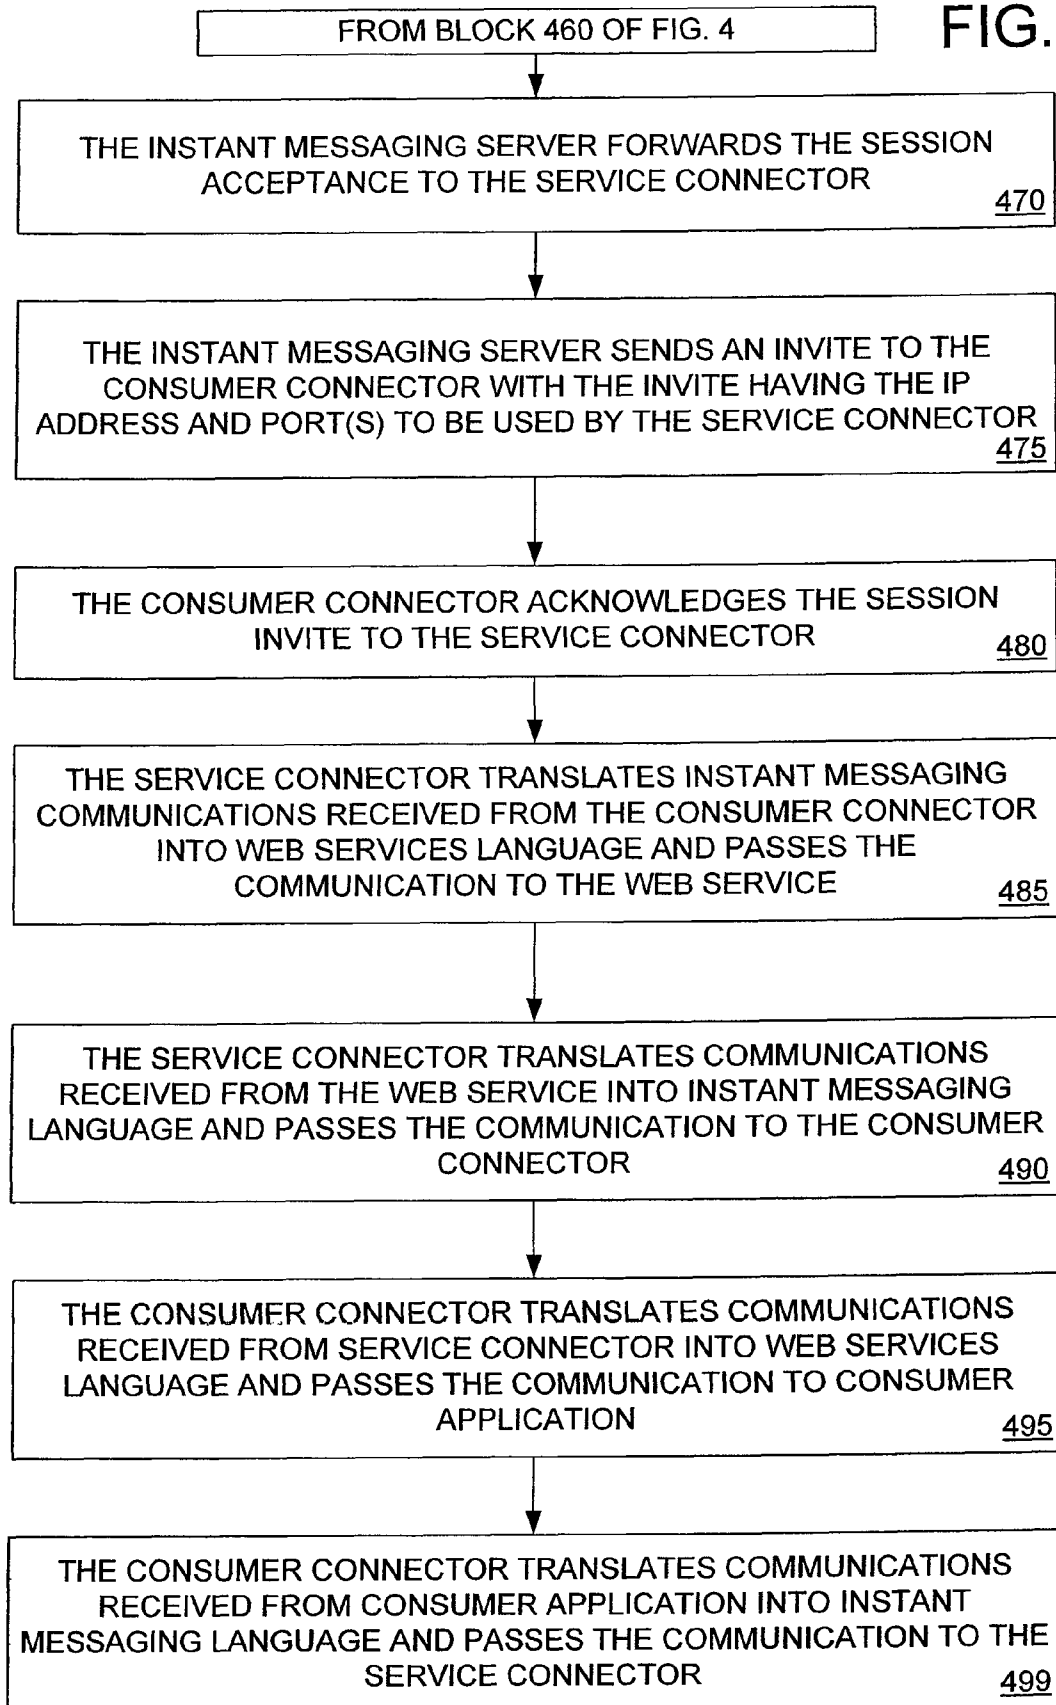 FROM BLOCK 460 OF FIG. 4
FIG.
THE INSTANT MESSAGING SERVER FORWARDS THE SESSION
ACCEPTANCE TO THE SERVICE CONNECTOR
470
THE INSTANT MESSAGING SERVER SENDS AN INVITE TO THE
CONSUMER CONNECTOR WITH THE INVITE HAVING THE IP
ADDRESS AND PORT(S) TO BE USED BY THE SERVICE CONNECTOR
475
THE CONSUMER CONNECTOR ACKNOWLEDGES THE SESSION
INVITE TO THE SERVICE CONNECTOR
480
THE SERVICE CONNECTOR TRANSLATES INSTANT MESSAGING
COMMUNICATIONS RECEIVED FROM THE CONSUMER CONNECTOR
INTO WEB SERVICES LANGUAGE AND PASSES THE
COMMUNICATION TO THE WEB SERVICE
485
THE SERVICE CONNECTOR TRANSLATES COMMUNICATIONS
RECEIVED FROM THE WEB SERVICE INTO INSTANT MESSAGING
LANGUAGE AND PASSES THE COMMUNICATION TO THE CONSUMER
CONNECTOR
490
THE CONSUMER CONNECTOR TRANSLATES COMMUNICATIONS
RECEIVED FROM SERVICE CONNECTOR INTO WEB SERVICES
LANGUAGE AND PASSES THE COMMUNICATION TO CONSUMER
APPLICATION
495
THE CONSUMER CONNECTOR TRANSLATES COMMUNICATIONS
RECEIVED FROM CONSUMER APPLICATION INTO INSTANT
MESSAGING LANGUAGE AND PASSES THE COMMUNICATION TO THE
SERVICE CONNECTOR
499